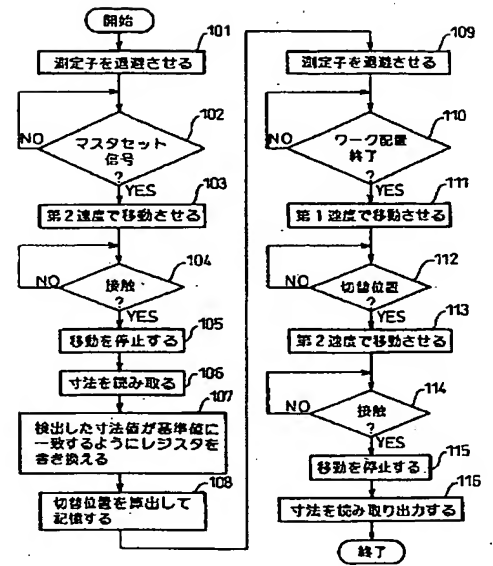 開始
101
測定子を退避させる
102
マスタセット
信号
?
NO
YES
103
第2速度で移動させる
104
接触
?
NO
YES
105
移動を停止する
106
寸法を読み取る
107
検出した寸法値が基準値に
一致するようにレジスタを
書き換える
108
切替位置を算出して
記憶する
109
測定子を退避させる
110
ワーク配置
終了
?
NO
YES
111
第1速度で移動させる
112
切替位置
?
NO
YES
113
第2速度で移動させる
114
接触
?
NO
YES
115
移動を停止する
116
寸法を読み取り出力する
終了